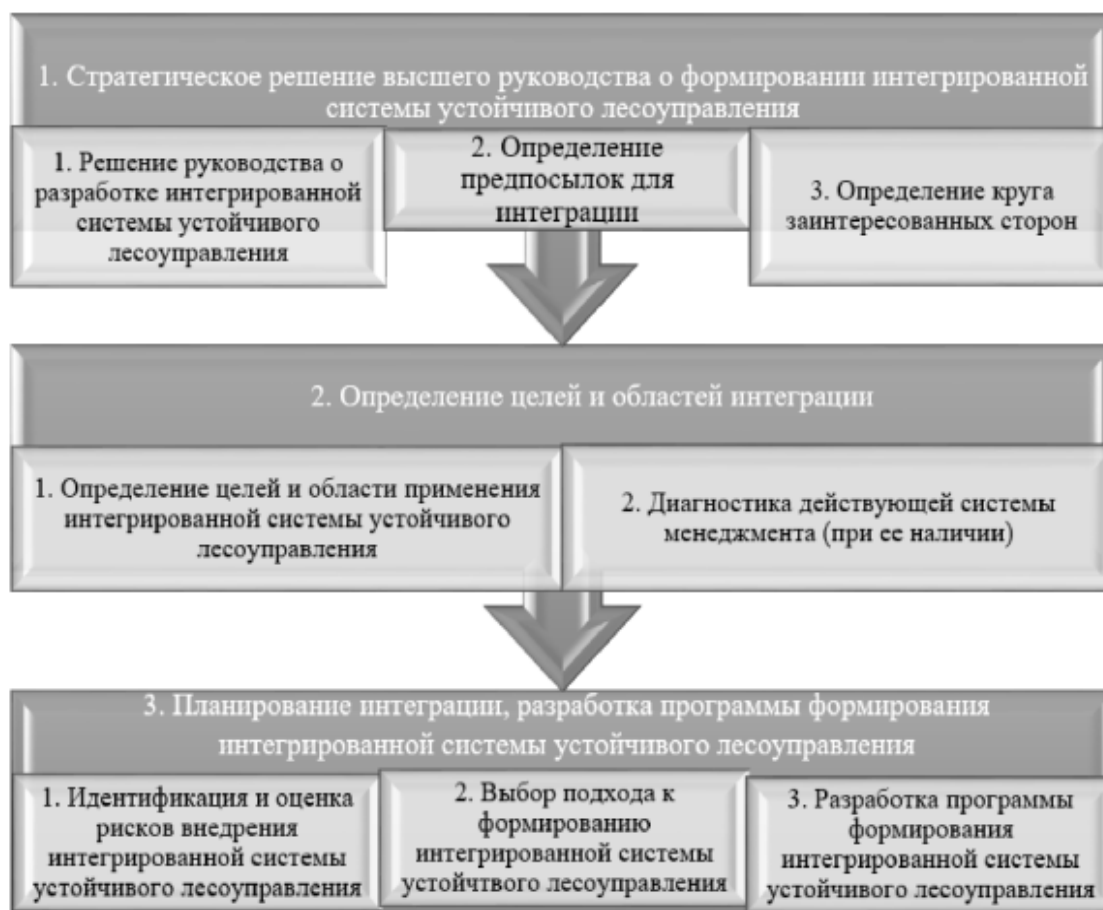 1. Стратегическое решение высшего руководства о формировании интегрированной
системы устойчивого лесоуправления
1. Решение руководства о
разработке интегрированной
системы устойчивого
лесоуправления
2. Определение
предпосылок для
интеграции
3. Определение круга
заинтересованных сторон
2. Определение целей и областей интеграции
1. Определение целей и области применения
интегрированной системы устойчивого
лесоуправления
2. Диагностика действующей системы
менеджмента (при ее наличии)
3. Планирование интеграции, разработка программы формирования
интегрированной системы устойчивого лесоуправления
1. Идентификация и оценка
рисков внедрения
интегрированной системы
устойчивого лесоуправления
2. Выбор подхода к
формированию
интегрированной системы
устойчтвого лесоуправления
3. Разработка программы
формирования
интегрированной системы
устойчивого лесоуправления